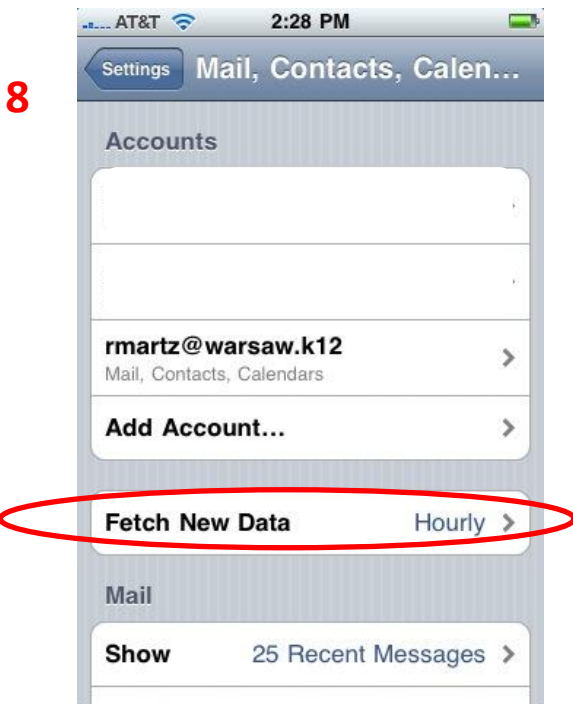 AT&T 2:28 PM
8
Settings Mail, Contacts, Calen...
Accounts
rmartz@warsaw.k12
Mail, Contacts, Calendars
Add Account...
Fetch New Data Hourly
Mail
Show 25 Recent Messages